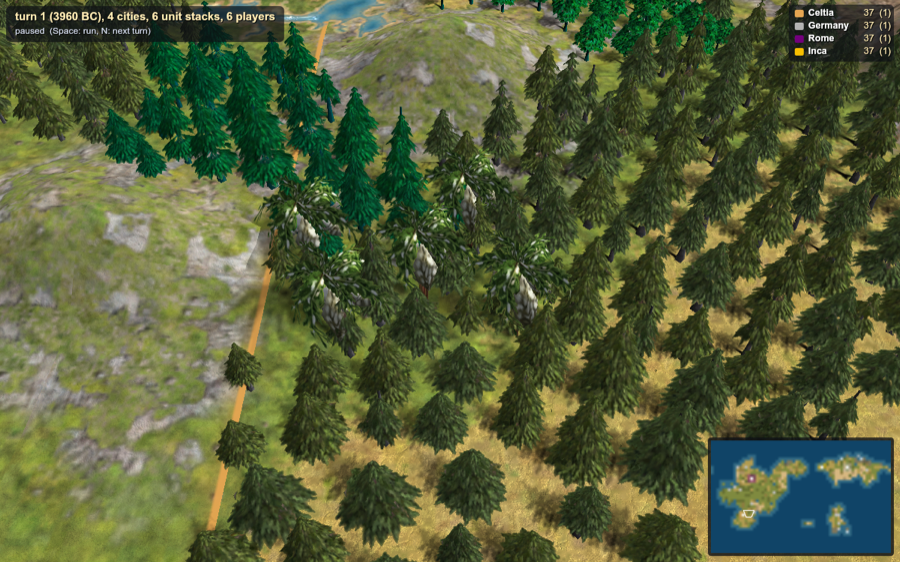 turn 1 (3960 BC), 4 cities, 6 unit stacks, 6 players
paused (Space: run, N: next turn)
Celtia 37 (1)
Germany 37 (1)
Rome 37 (1)
Inca 37 (1)